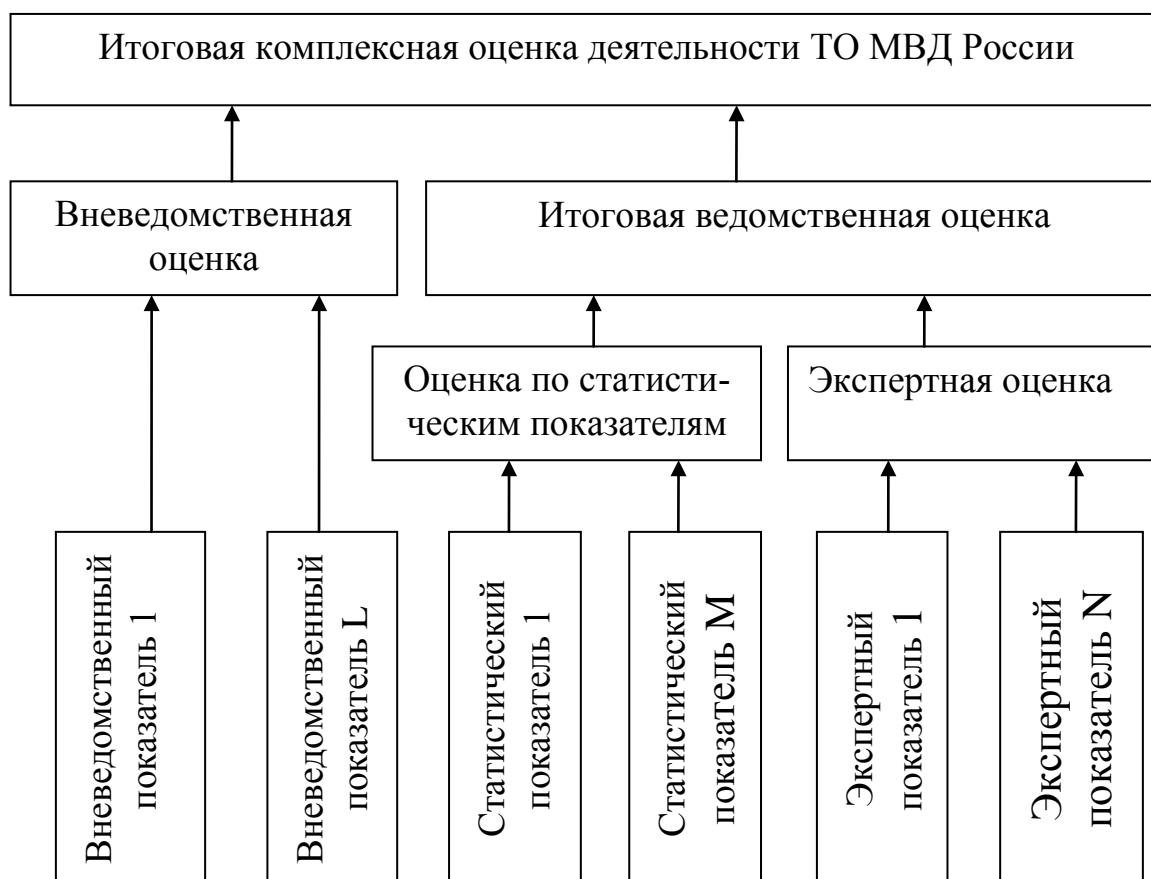 Итоговая комплексная оценка деятельности ТО МВД России
Вневедомственная
оценка
Итоговая ведомственная оценка
Оценка по статисти-
ческим показателям
Экспертная оценка
Вневедомственный
показатель 1
Вневедомственный
показатель L
Статистический
показатель 1
Статистический
показатель M
Экспертный
показатель 1
Экспертный
показатель N